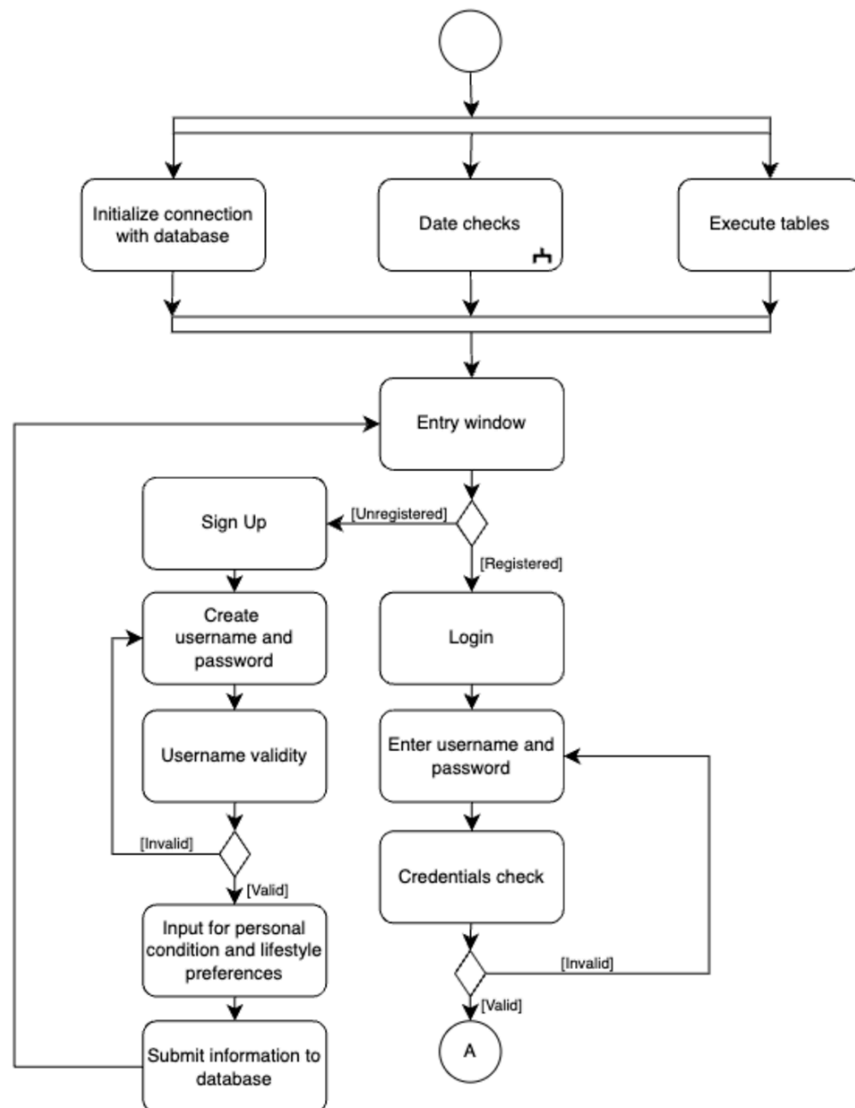 Initialize connection
with database
Date checks
Execute tables
Entry window
[Unregistered]
Sign Up
[Registered]
Create
username and
password
Login
Username validity
Enter username and
password
[Invalid]
Credentials check
[Valid]
Input for personal
condition and lifestyle
preferences
[Invalid]
[Valid]
Submit information to
database
A